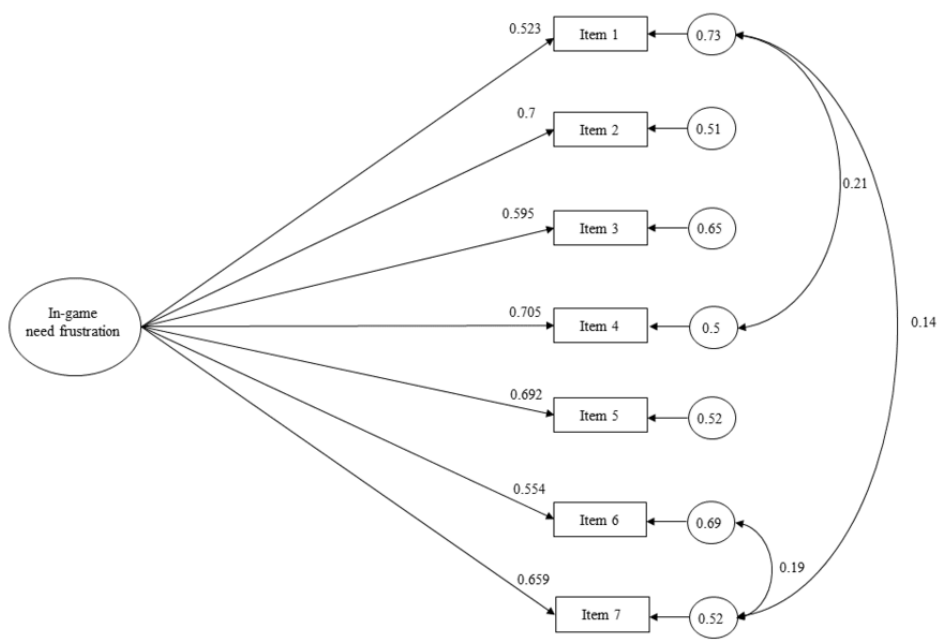 0.523
Item 1
0.73
0.7
Item 2
0.51
0.21
0.595
Item 3
0.65
In-game
need frustration
0.705
Item 4
0.5
0.14
0.692
Item 5
0.52
0.554
Item 6
0.69
0.19
0.659
Item 7
0.52